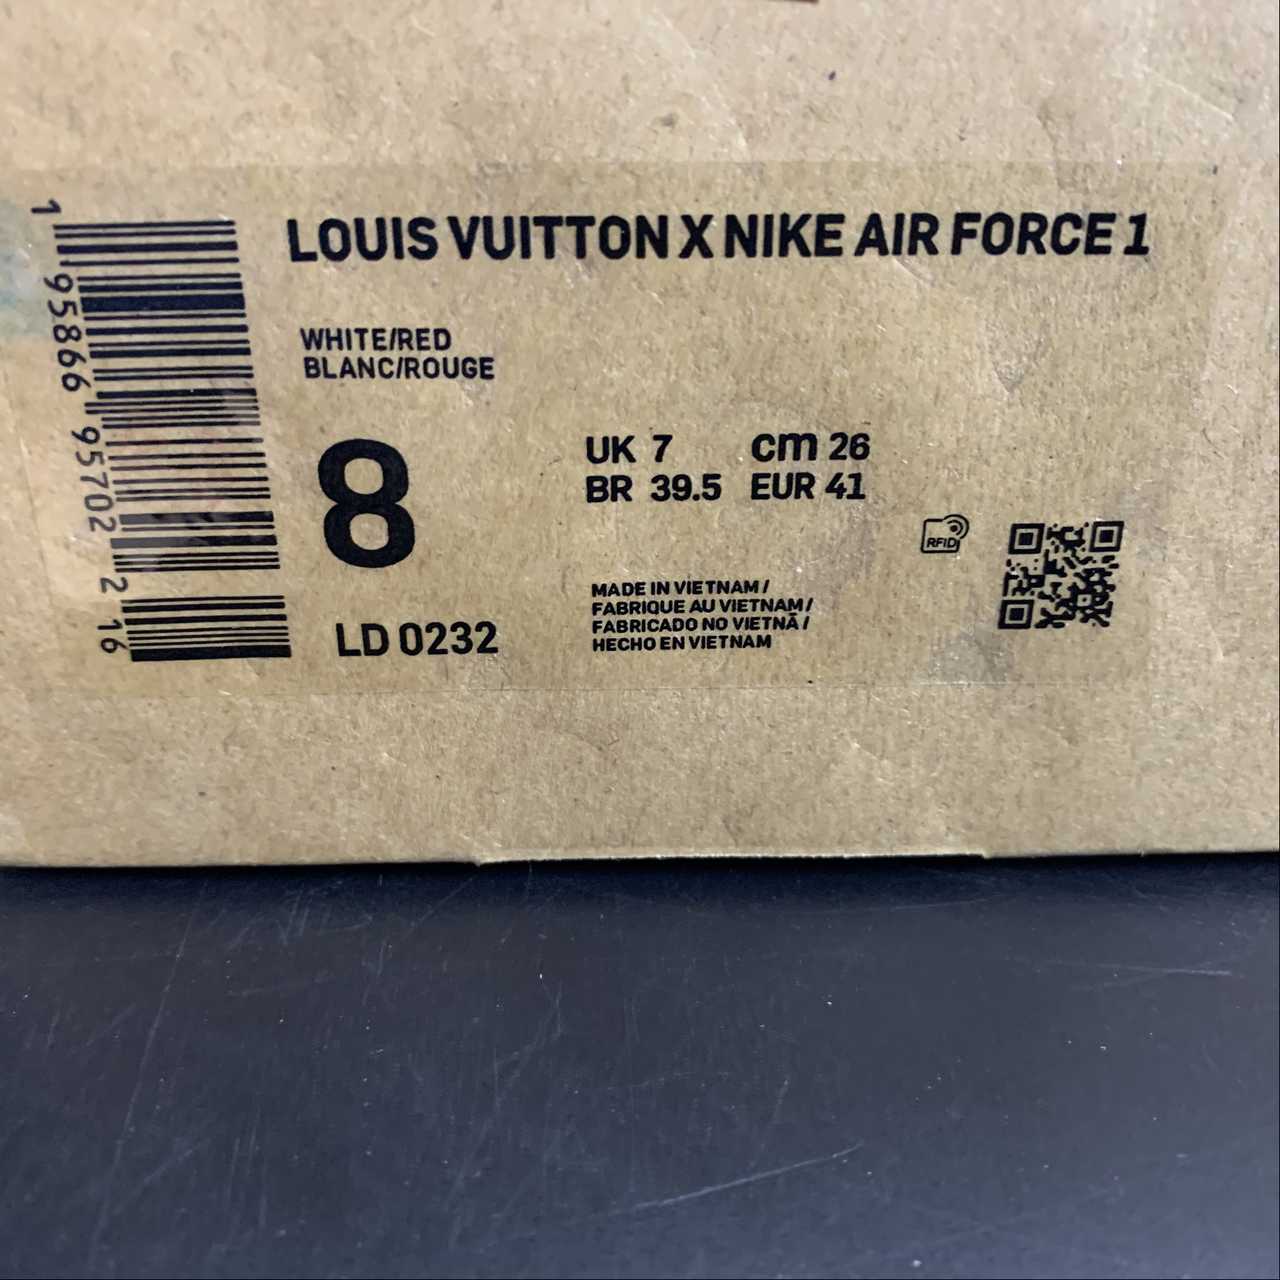 LOUIS VUITTON X NIKE AIR FORCE 1
WHITE/RED
BLANC/ROUGE
8
UK 7 cm 26
BR 39.5 EUR 41
RFID
MADE IN VIETNAM /
FABRIQUE AU VIETNAM /
FABRICADO NO VIETNÃ /
HECHO EN VIETNAM
LD 0232
1 95866 95702 2 16